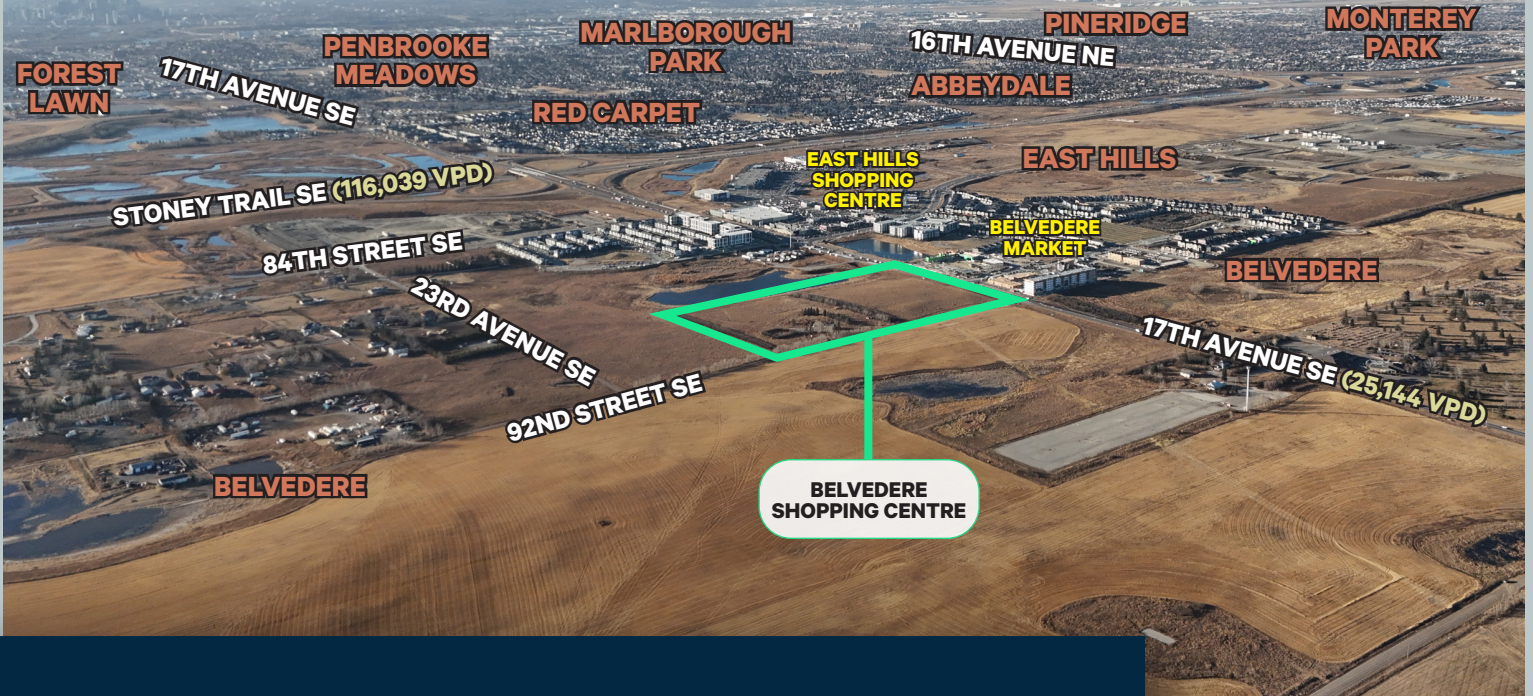 FOREST
LAWN
17TH AVENUE SE
PENBROOKE
MEADOWS
MARLBOROUGH
PARK
RED CARPET
16TH AVENUE NE
PINERIDGE
ABBEYDALE
MONTEREY
PARK
STONEY TRAIL SE (116,039 VPD)
EAST HILLS
SHOPPING
CENTRE
EAST HILLS
84TH STREET SE
BELVEDERE
MARKET
BELVEDERE
23RD AVENUE SE
17TH AVENUE SE (25,144 VPD)
92ND STREET SE
BELVEDERE
BELVEDERE
SHOPPING CENTRE